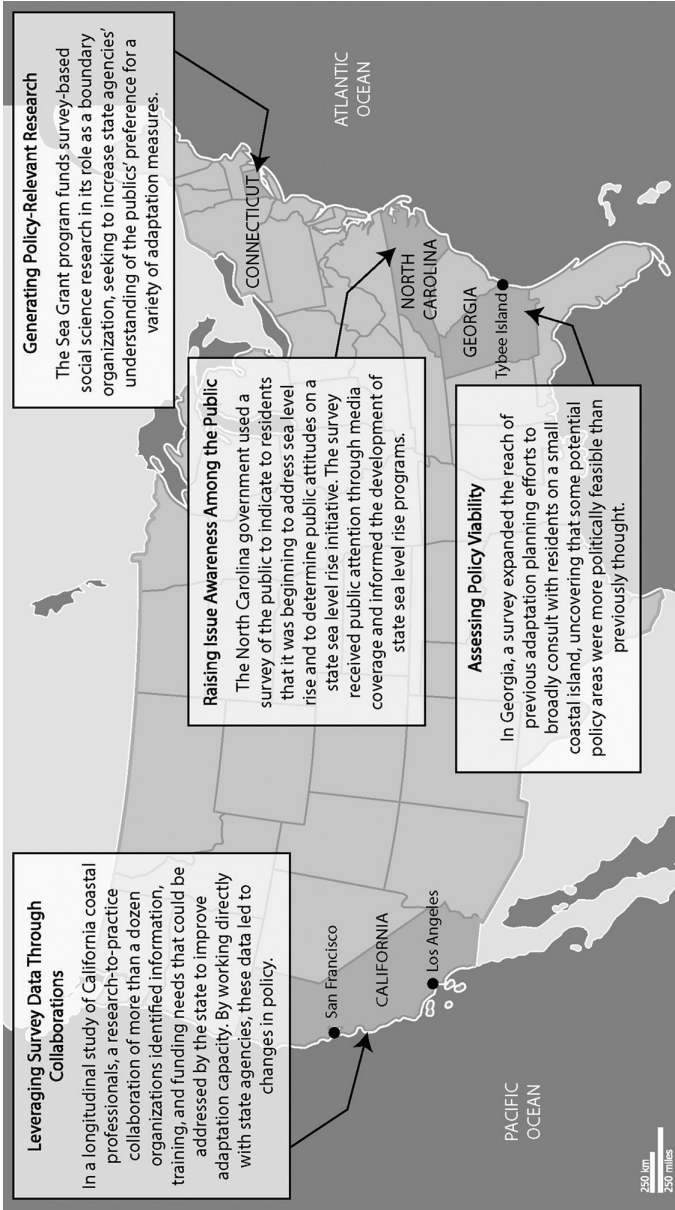 Leveraging Survey Data Through
Collaborations
In a longitudinal study of California coastal
professionals, a research-to-practice
collaboration of more than a dozen
organizations identified information,
training, and funding needs that could be
addressed by the state to improve
adaptation capacity. By working directly
with state agencies, these data led to
changes in policy.
Generating Policy-Relevant Research
The Sea Grant program funds survey-based
social science research in its role as a boundary
organization, seeking to increase state agencies'
understanding of the publics' preference for a
variety of adaptation measures.
Raising Issue Awareness Among the Public
The North Carolina government used a
survey of the public to indicate to residents
that it was beginning to address sea level
rise and to determine public attitudes on a
state sea level rise initiative. The survey
received public attention through media
coverage and informed the development of
state sea level rise programs.
Assessing Policy Viability
In Georgia, a survey expanded the reach of
previous adaptation planning efforts to
broadly consult with residents on a small
coastal island, uncovering that some potential
policy areas were more politically feasible than
previously thought.
San Francisco
CALIFORNIA
Los Angeles
CONNECTICUT
NORTH
CAROLINA
GEORGIA
Tybee Island
ATLANTIC
OCEAN
PACIFIC
OCEAN
250 km
250 miles